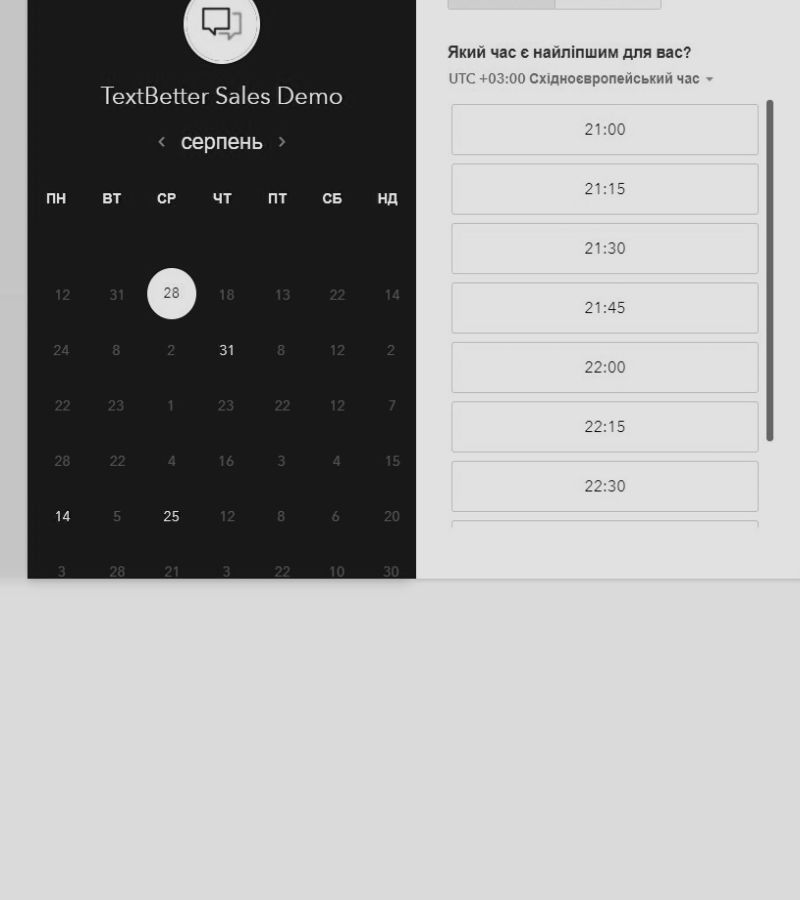 TextBetter Sales Demo
серпень
ПН ВТ СР ЧТ ПТ СБ НД
12 31 28 18 13 22 14
24 8 2 31 8 12 2
22 23 1 23 22 12 7
28 22 4 16 3 4 15
14 5 25 12 8 6 20
3 28 21 3 22 10 30
Який час є найліпшим для вас?
UTC +03:00 Східноєвропейський час
21:00
21:15
21:30
21:45
22:00
22:15
22:30